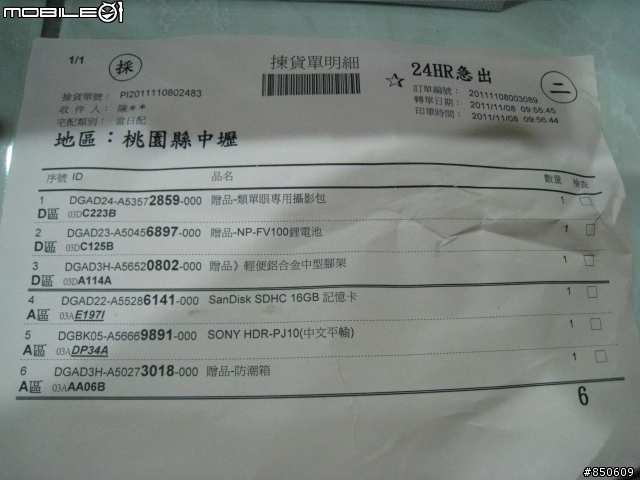 MOBILE01
1/1
採
揀貨單明細
☆ 24HR急出
二
揀貨單號： PI2011110802483
收 件 人： 陳**
宅配類別： 當日配
訂單編號： 20111108003089
轉單日期： 2011/11/08 09:55:45
印單時間： 2011/11/08 09:56:44
地區：桃園縣中壢
序號 ID 品名 數量 檢查
1 DGAD24-A53572859-000 贈品-類單眼專用攝影包 1 □
D區 03DC223B
2 DGAD23-A50456897-000 贈品-NP-FV100鋰電池 1 □
D區 03DC125B
3 DGAD3H-A56520802-000 贈品》輕便鋁合金中型腳架 1 □
D區 03DA114A
4 DGAD22-A55286141-000 SanDisk SDHC 16GB 記憶卡 1 □
A區 03AE197I
5 DGBK05-A56669891-000 SONY HDR-PJ10(中文平輸) 1 □
A區 03ADP34A
6 DGAD3H-A50273018-000 贈品-防潮箱 1 □
A區 03AAA06B
6
#850609